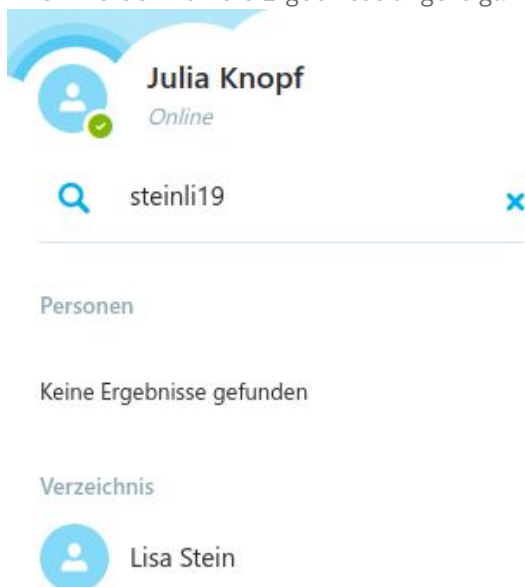 Julia Knopf
Online
steinli19
Personen
Keine Ergebnisse gefunden
Verzeichnis
Lisa Stein